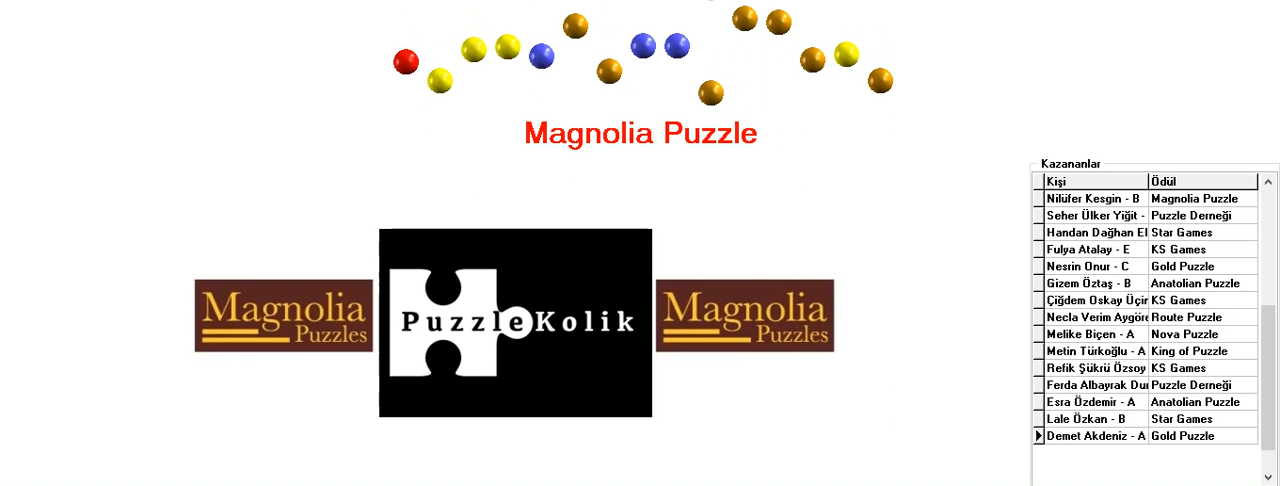 Magnolia Puzzle
Magnolia
Puzzles
PuzzleKolik
Magnolia
Puzzles
Kazananlar
Kişi Ödül
Nilüfer Kesgin - B Magnolia Puzzle
Seher Ülker Yiğit - Puzzle Derneği
Handan Dağhan El Star Games
Fulya Atalay - E KS Games
Nesrin Onur - C Gold Puzzle
Gizem Öztaş - B Anatolian Puzzle
Çiğdem Oskay Üçir KS Games
Necla Verim Aygöre Route Puzzle
Melike Biçen - A Nova Puzzle
Metin Türkoğlu - A King of Puzzle
Refik Şükrü Özsoy KS Games
Ferda Albayrak Dur Puzzle Derneği
Esra Özdemir - A Anatolian Puzzle
Lale Özkan - B Star Games
Demet Akdeniz - A Gold Puzzle